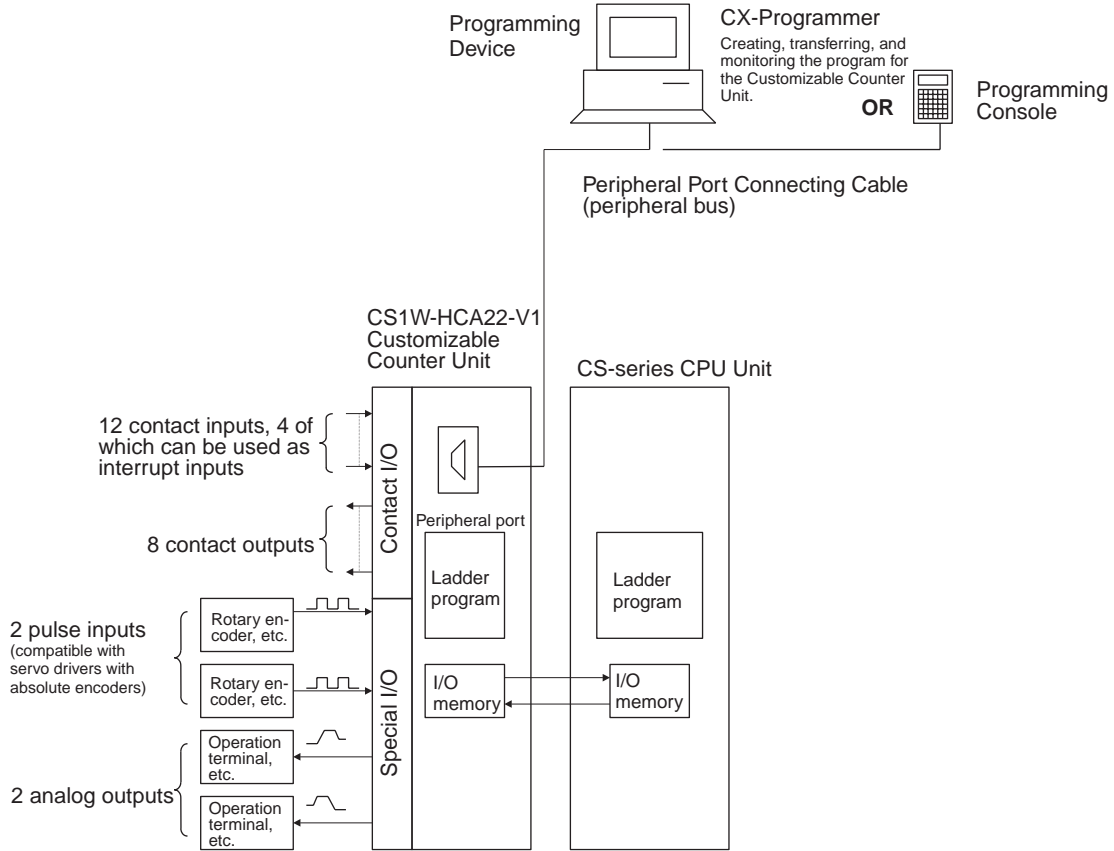 Programming
Device
CX-Programmer
Creating, transferring, and
monitoring the program for
the Customizable Counter
Unit.
OR
Programming
Console
Peripheral Port Connecting Cable
(peripheral bus)
CS1W-HCA22-V1
Customizable
Counter Unit
CS-series CPU Unit
12 contact inputs, 4 of
which can be used as
interrupt inputs
8 contact outputs
Contact I/O
Peripheral port
Ladder
program
Ladder
program
2 pulse inputs
(compatible with
servo drivers with
absolute encoders)
Rotary en-
coder, etc.
Rotary en-
coder, etc.
Special I/O
I/O
memory
I/O
memory
2 analog outputs
Operation
terminal,
etc.
Operation
terminal,
etc.